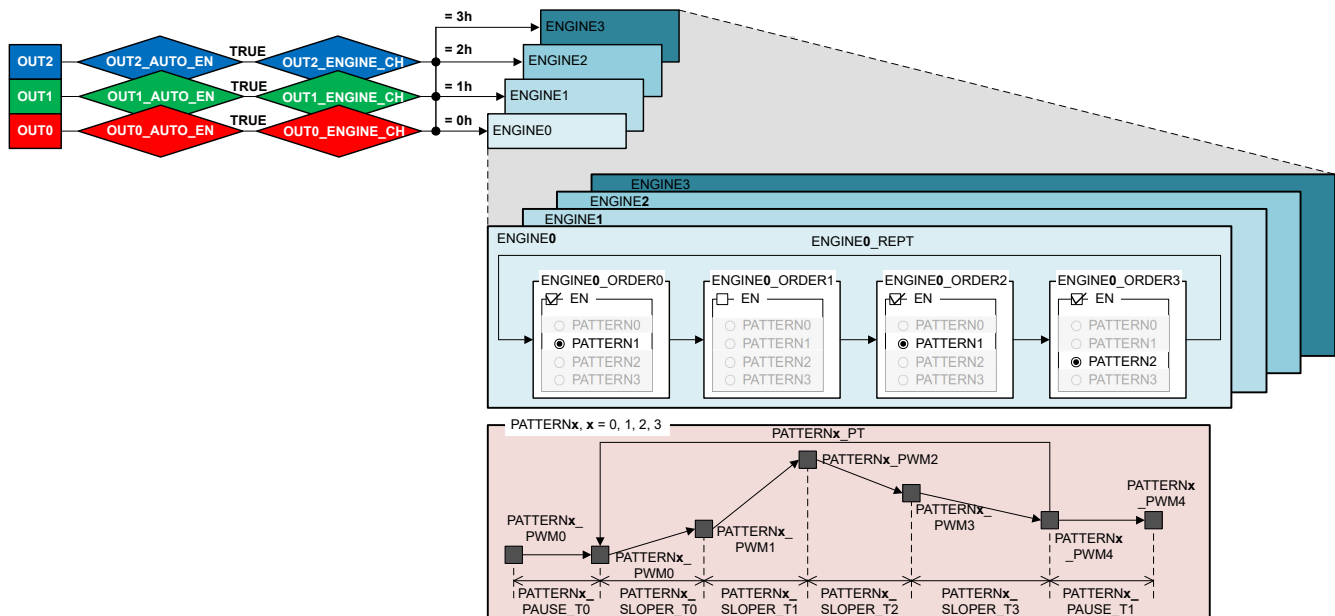 = 3h
ENGINE3
OUT2
OUT2_AUTO_EN
TRUE
OUT2_ENGINE_CH
= 2h
ENGINE2
OUT1
OUT1_AUTO_EN
TRUE
OUT1_ENGINE_CH
= 1h
ENGINE1
OUT0
OUT0_AUTO_EN
TRUE
OUT0_ENGINE_CH
= 0h
ENGINE0
ENGINE3
ENGINE2
ENGINE1
ENGINE0
ENGINE0_REPT
ENGINE0_ORDER0
EN
PATTERN0
PATTERN1
PATTERN2
PATTERN3
ENGINE0_ORDER1
EN
PATTERN0
PATTERN1
PATTERN2
PATTERN3
ENGINE0_ORDER2
EN
PATTERN0
PATTERN1
PATTERN2
PATTERN3
ENGINE0_ORDER3
EN
PATTERN0
PATTERN1
PATTERN2
PATTERN3
PATTERNx, x = 0, 1, 2, 3
PATTERNx_PT
PATTERNx_
PWM0
PATTERNx_
PWM0
PATTERNx_
PWM1
PATTERNx_PWM2
PATTERNx_
PWM3
PATTERNx
_PWM4
PATTERNx
_PWM4
PATTERNx_
PAUSE_T0
PATTERNx_
SLOPER_T0
PATTERNx_
SLOPER_T1
PATTERNx_
SLOPER_T2
PATTERNx_
SLOPER_T3
PATTERNx_
PAUSE_T1